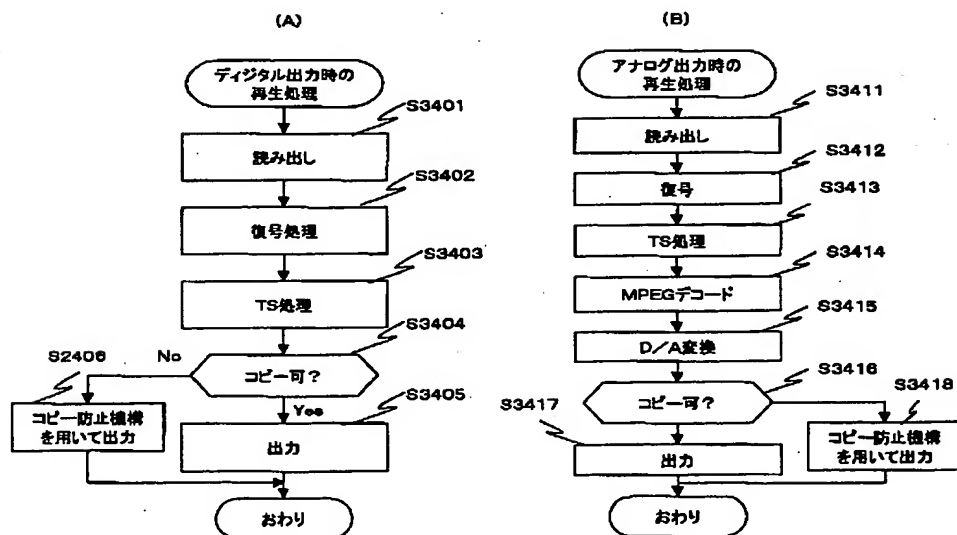 (A)
ディジタル出力時の
再生処理
S3401
読み出し
S3402
復号処理
S3403
TS処理
S3404
コピー可?
No
Yes
S2406
コピー防止機構
を用いて出力
S3405
出力
おわり
(B)
アナログ出力時の
再生処理
S3411
読み出し
S3412
復号
S3413
TS処理
S3414
MPEGデコード
S3415
D/A変換
S3416
コピー可?
S3417
出力
S3418
コピー防止機構
を用いて出力
おわり